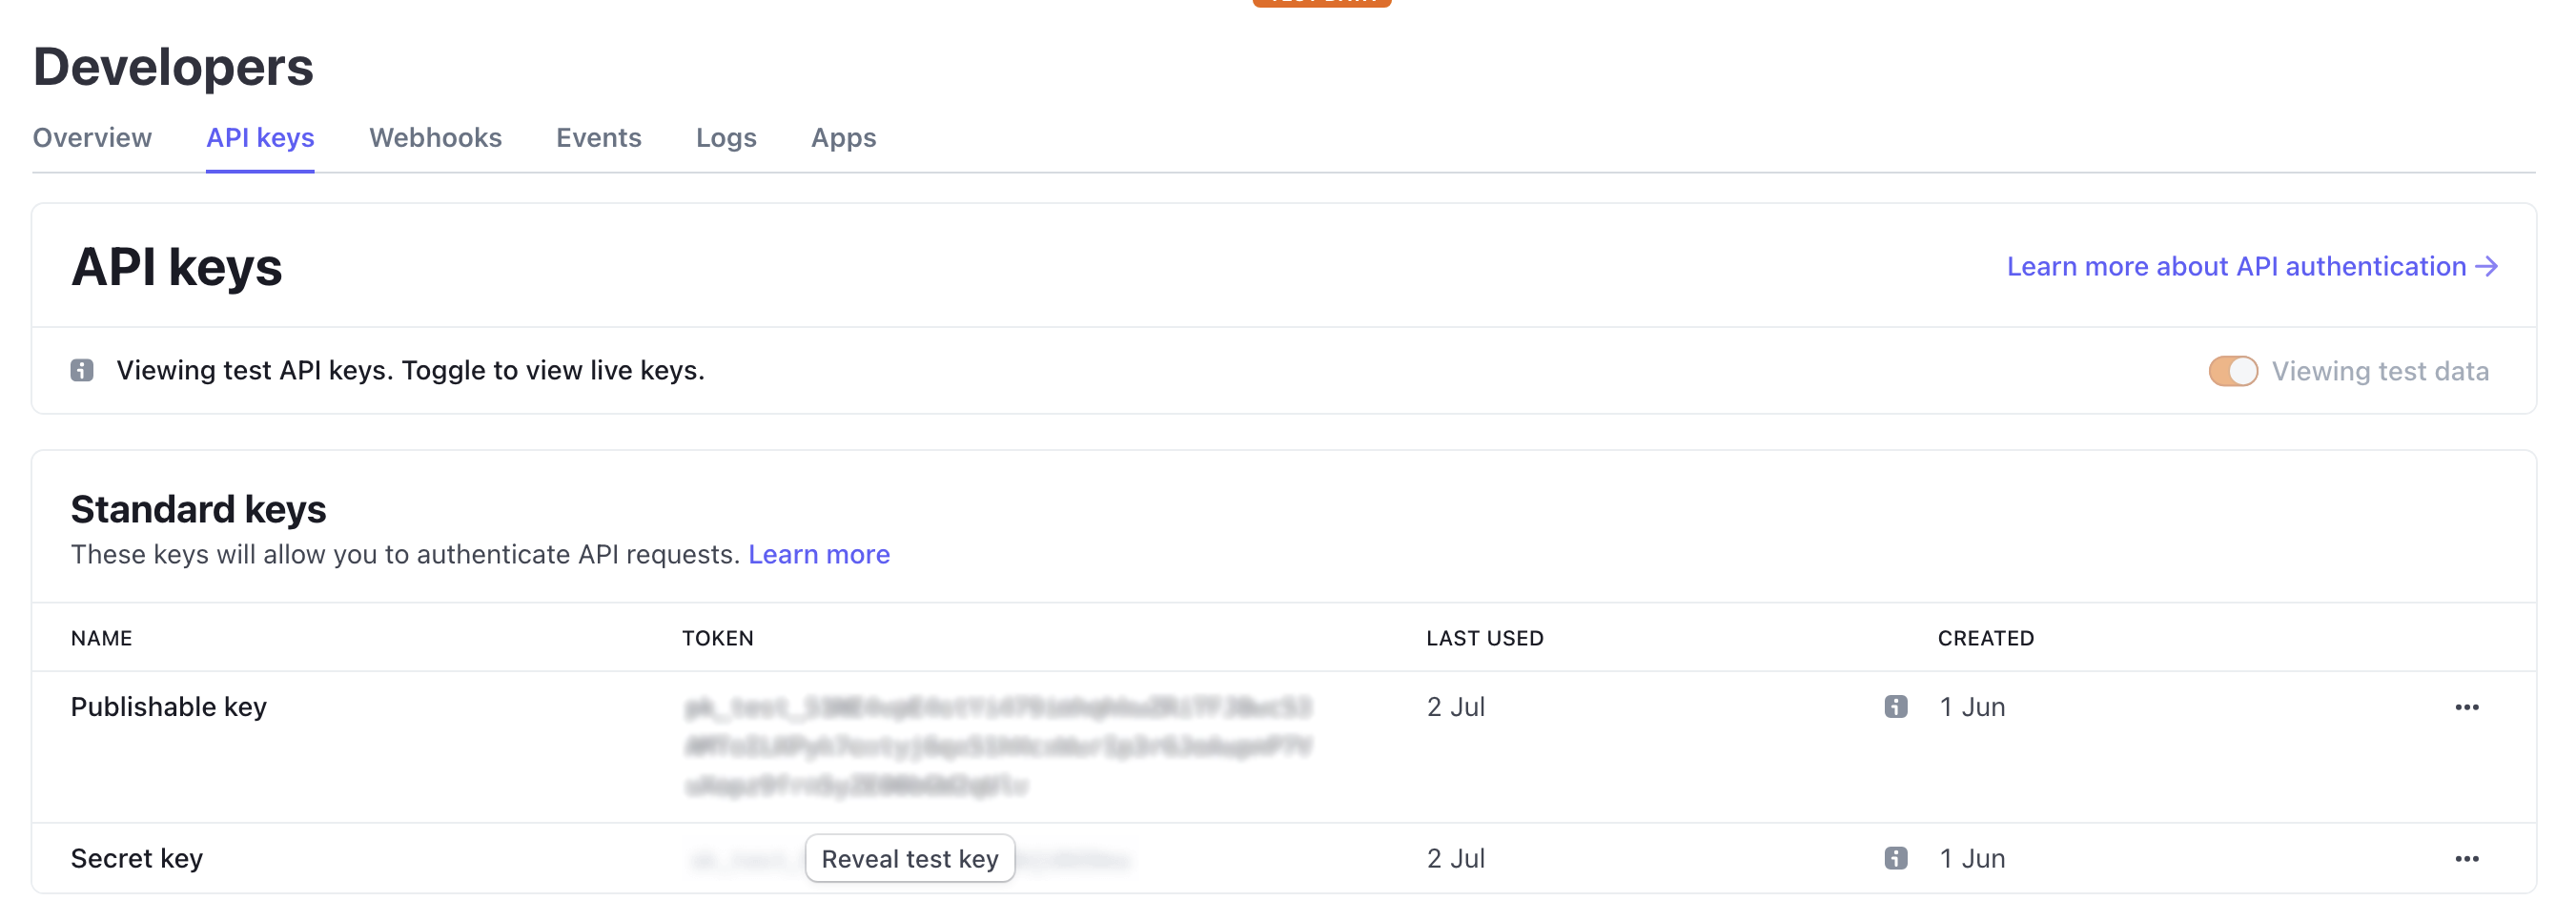 Developers
Overview API keys Webhooks Events Logs Apps
API keys
Learn more about API authentication →
Viewing test API keys. Toggle to view live keys.
Viewing test data
Standard keys
These keys will allow you to authenticate API requests. Learn more
NAME TOKEN LAST USED CREATED
Publishable key 2 Jul 1 Jun
Secret key Reveal test key 2 Jul 1 Jun